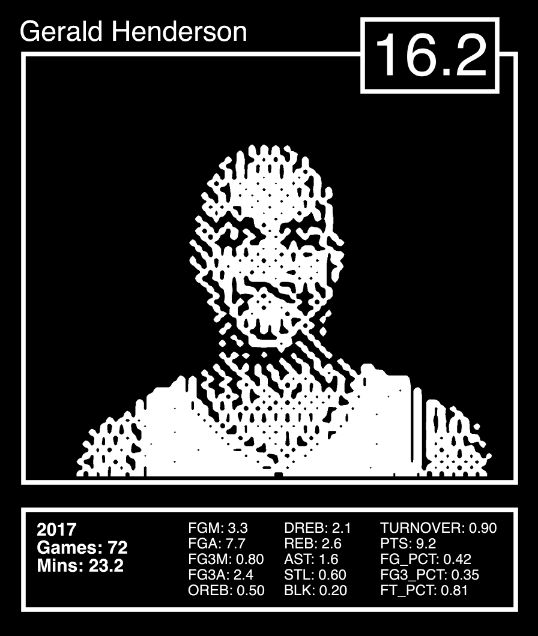 Gerald Henderson
16.2
2017
Games: 72
Mins: 23.2
FGM: 3.3
FGA: 7.7
FG3M: 0.80
FG3A: 2.4
OREB: 0.50
DREB: 2.1
REB: 2.6
AST: 1.6
STL: 0.60
BLK: 0.20
TURNOVER: 0.90
PTS: 9.2
FG_PCT: 0.42
FG3_PCT: 0.35
FT_PCT: 0.81